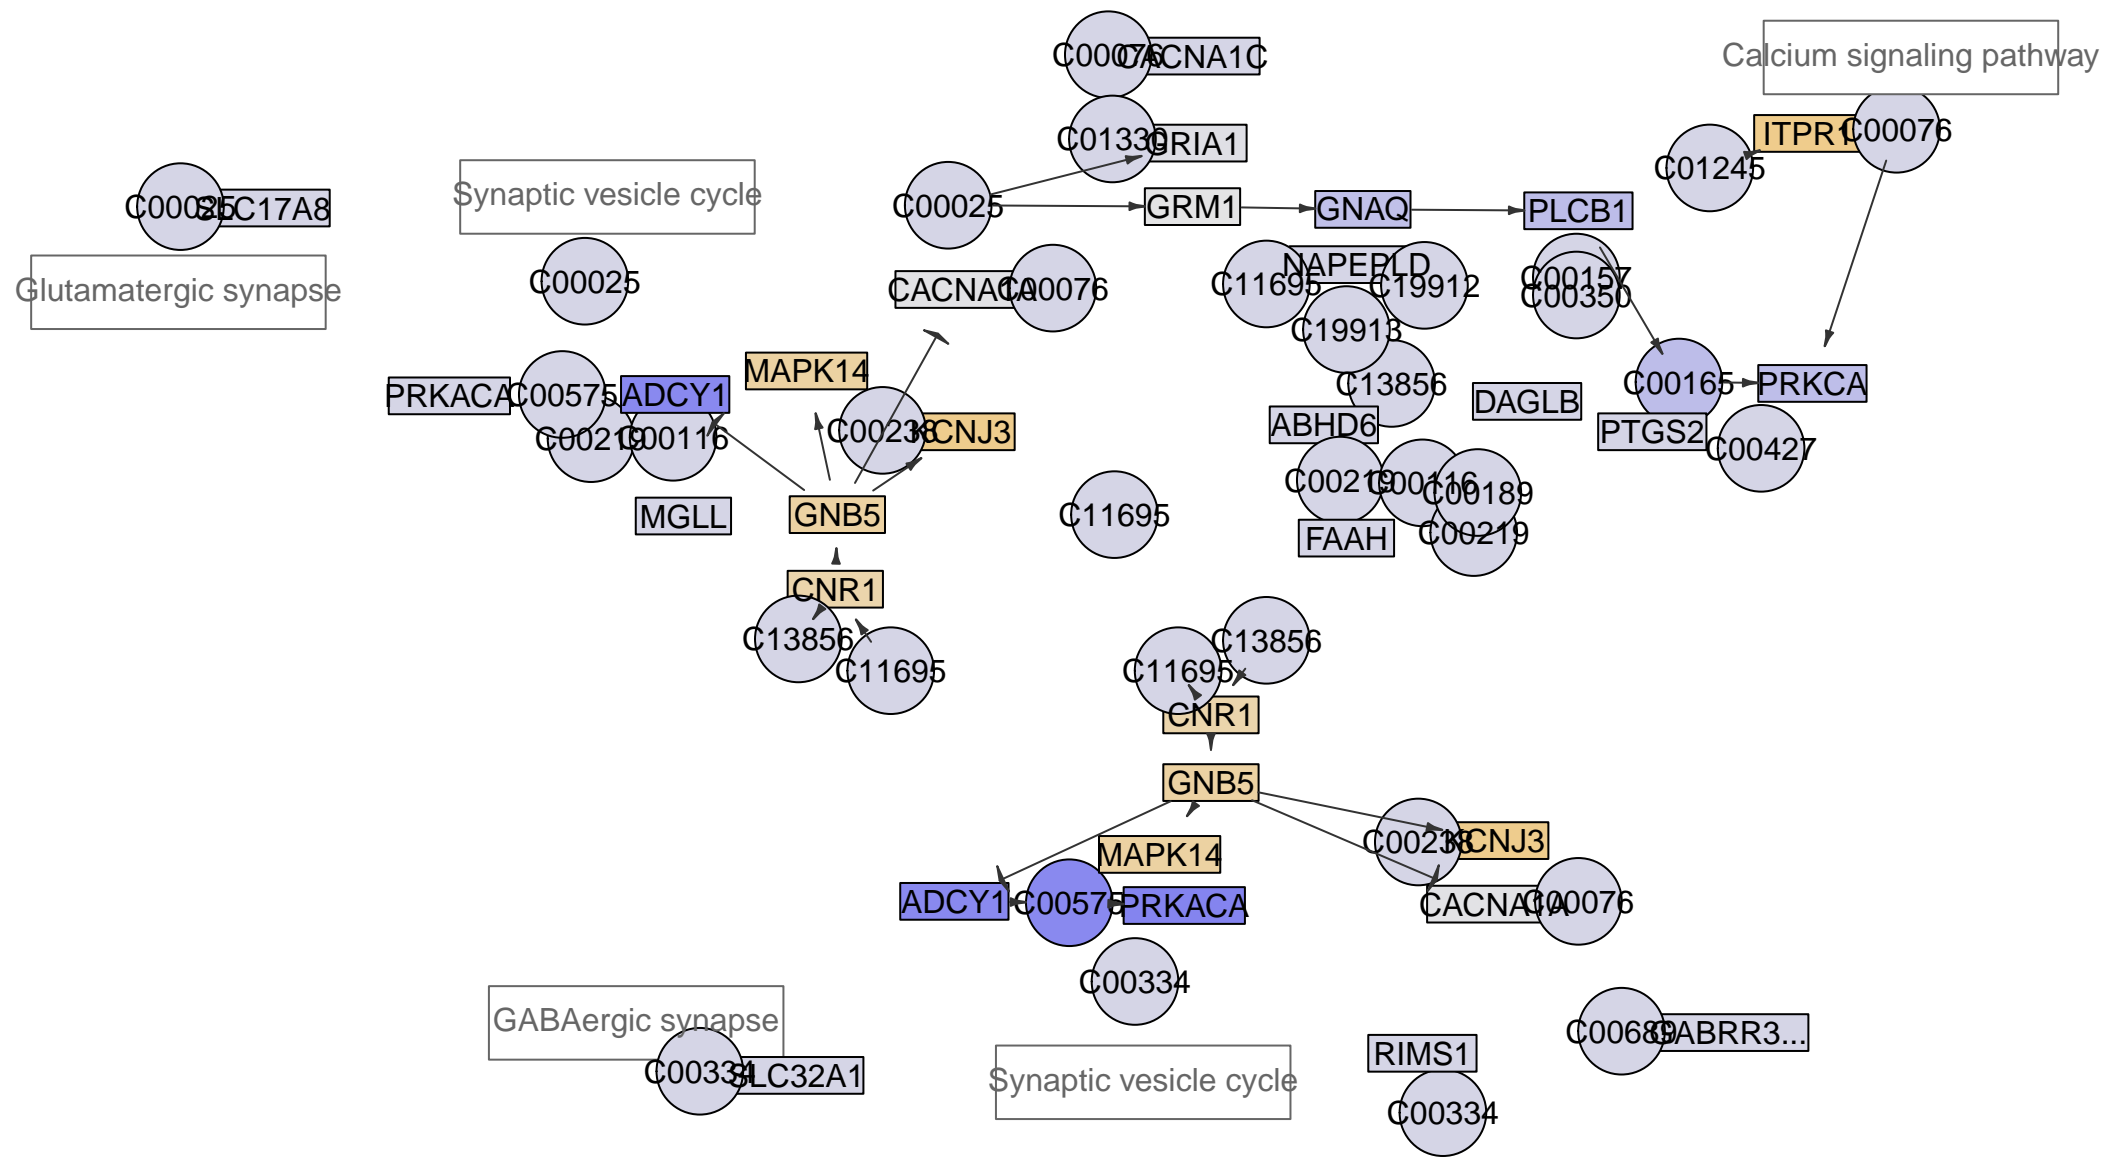 C00076
CACNA1C
Calcium signaling pathway
C01330
GRIA1
ITPR1
C00076
C01245
C00025
SLC17A8
Synaptic vesicle cycle
C00025
GRM1
GNAQ
PLCB1
Glutamatergic synapse
C00025
CACNA1A
C00076
C11695
NAPEPLD
C19912
C00157
C00350
C19913
C13856
MAPK14
PRKACA
C00575
ADCY1
C00219
C00116
C00238
KCNJ3
DAGLB
C00165
PRKCA
ABHD6
PTGS2
C00427
MGLL
GNB5
C11695
C00219
C00116
C00189
FAAH
C00219
CNR1
C13856
C11695
C11695
C13856
CNR1
GNB5
MAPK14
C00238
KCNJ3
ADCY1
C00575
PRKACA
CACNA1A
C00076
C00334
GABAergic synapse
C00334
SLC32A1
Synaptic vesicle cycle
RIMS1
C00334
C00689
GABRR3...